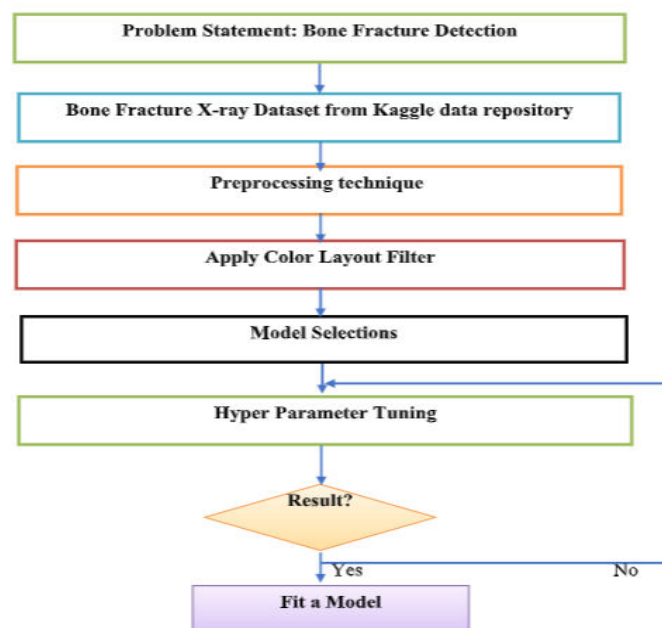 Problem Statement: Bone Fracture Detection
Bone Fracture X-ray Dataset from Kaggle data repository
Preprocessing technique
Apply Color Layout Filter
Model Selections
Hyper Parameter Tuning
Result?
Yes
No
Fit a Model